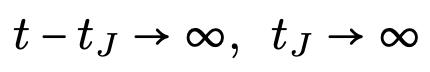 t − t_J → ∞, t_J → ∞